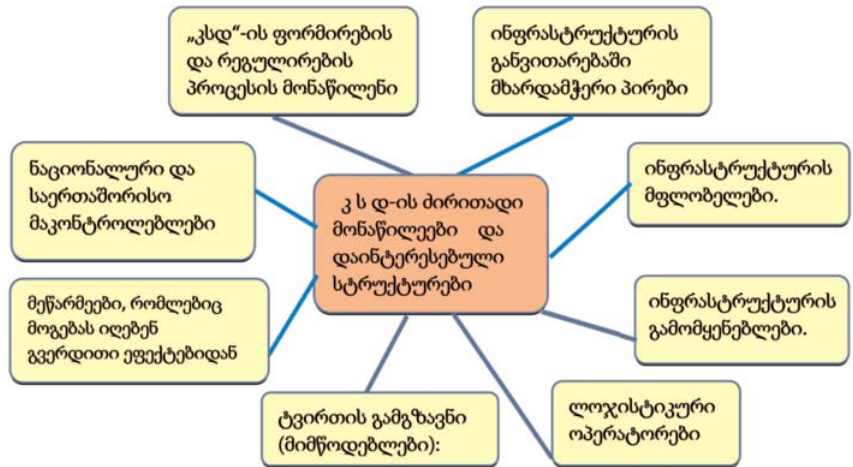 „კსდ“-ის ფორმირების
და რეგულირების
პროცესის მონაწილენი
ინფრასტრუქტურის
განვითარებაში
მხარდამჭერი პირები
ნაციონალური და
საერთაშორისო
მაკონტროლებლები
კ ს დ-ის ძირითადი
მონაწილეები და
დაინტერესებული
სტრუქტურები
ინფრასტრუქტურის
მფლობელები.
მეწარმეები, რომლებიც
მოგებას იღებენ
გვერდითი ეფექტებიდან
ინფრასტრუქტურის
გამომყენებლები.
ტვირთის გამგზავნი
(მიმწოდებლები):
ლოჯისტიკური
ოპერატორები